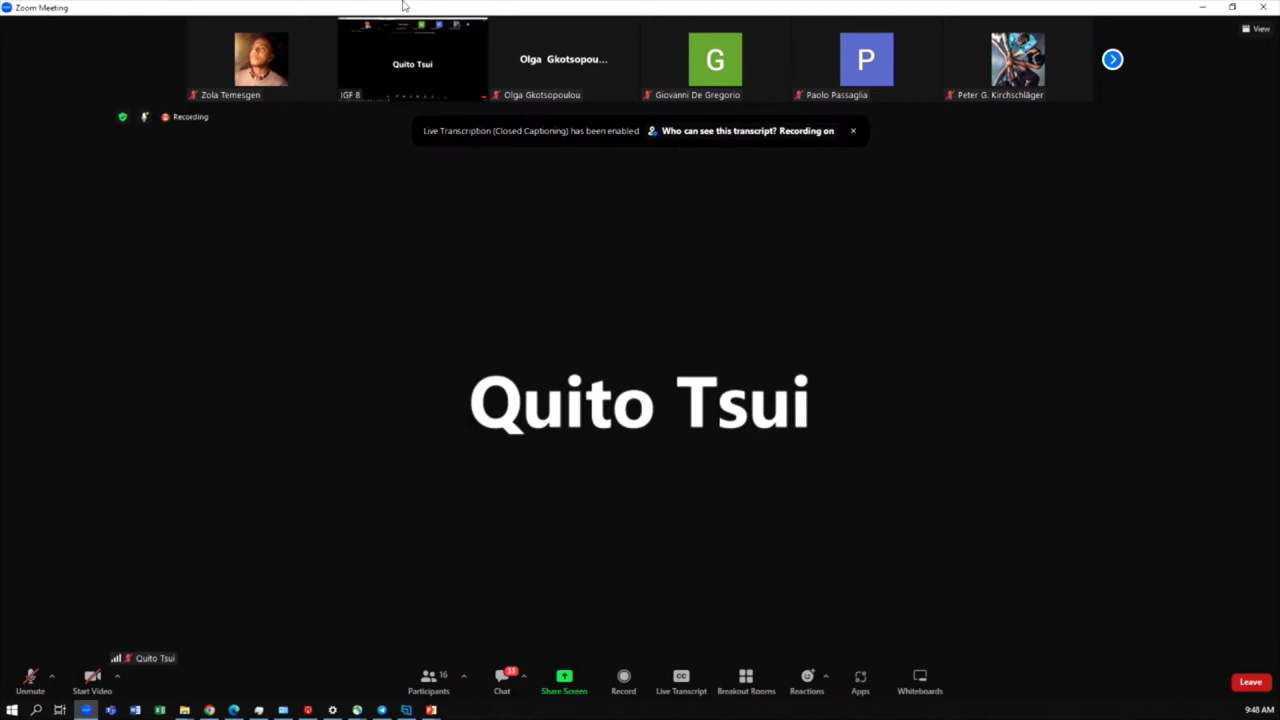 Zoom Meeting
View
Quito Tsui
Olga Gkotsopou...
G
P
Zola Temesgen
IGF 8
Olga Gkotsopoulou
Giovanni De Gregorio
Paolo Passaglia
Peter G. Kirchschläger
Recording
Live Transcription (Closed Captioning) has been enabled
Who can see this transcript? Recording on
Quito Tsui
Quito Tsui
16
33
CC
Unmute
Start Video
Participants
Chat
Share Screen
Record
Live Transcript
Breakout Rooms
Reactions
Apps
Whiteboards
Leave
9:48 AM